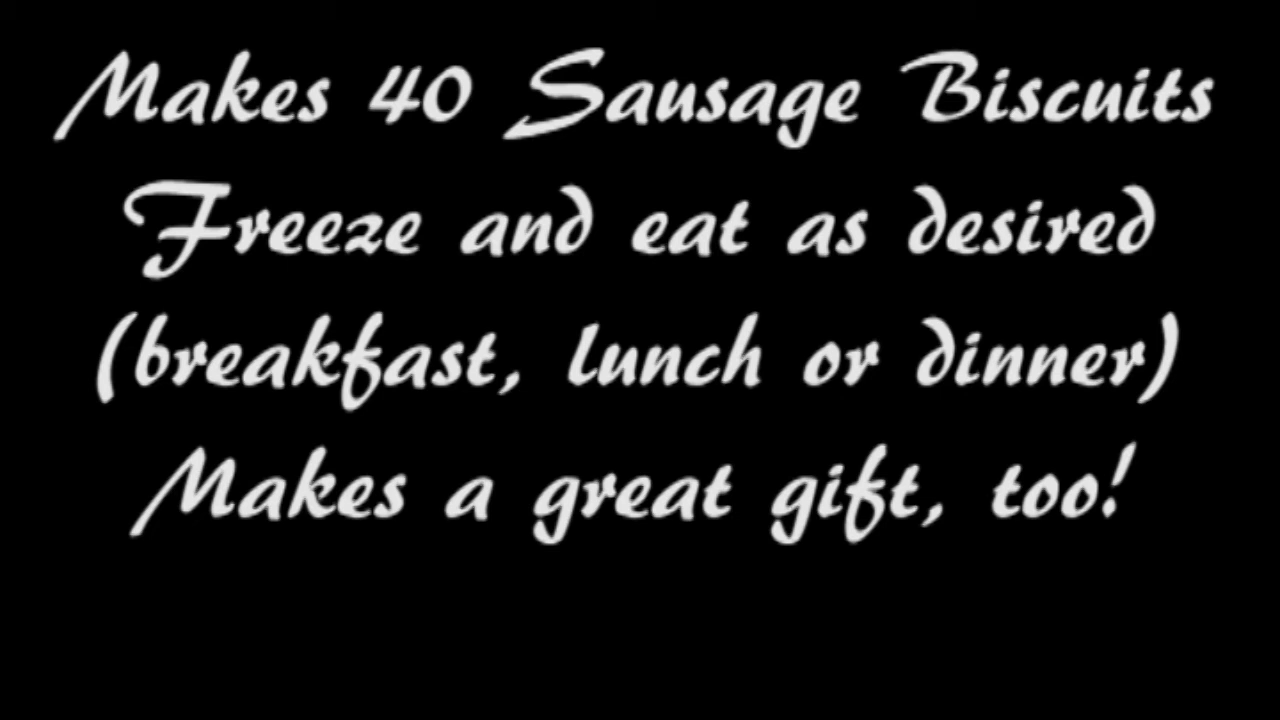 Makes 40 Sausage Biscuits
Freeze and eat as desired
(breakfast, lunch or dinner)
Makes a great gift, too!